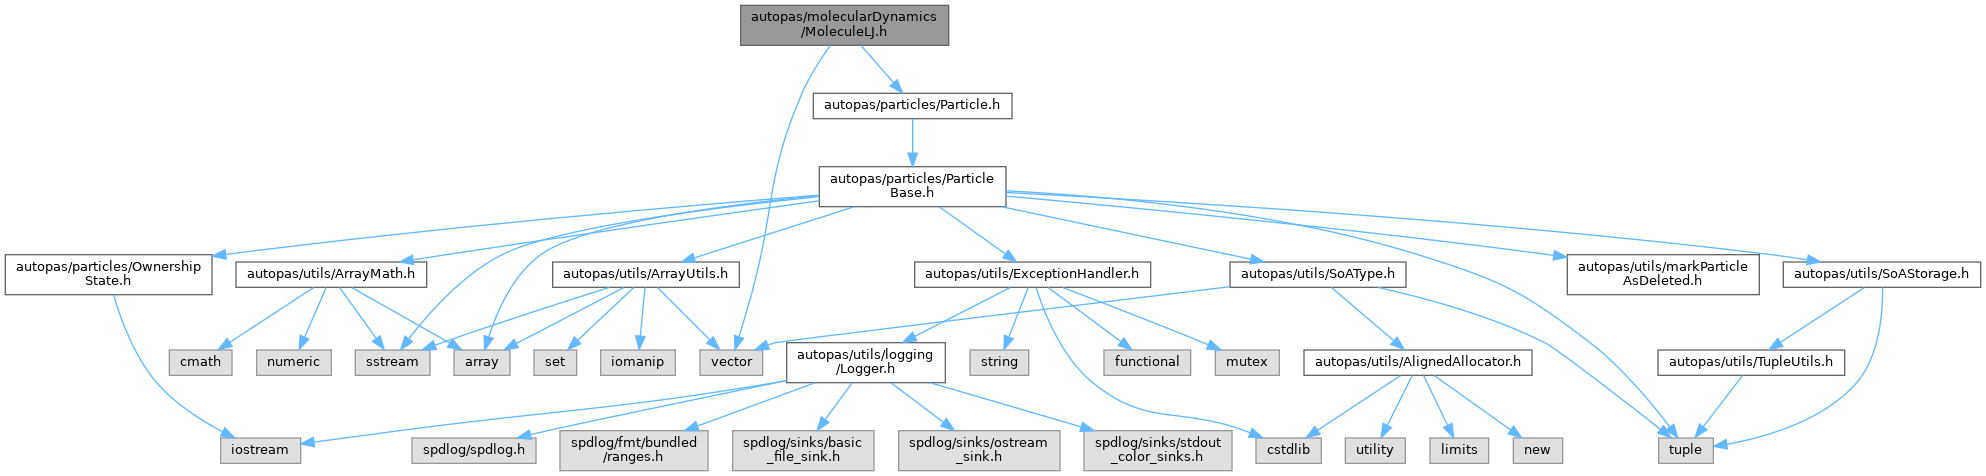 autopas/molecularDynamics
/MoleculeLJ.h
autopas/particles/Particle.h
autopas/particles/Particle
Base.h
autopas/particles/Ownership
State.h
autopas/utils/ArrayMath.h
autopas/utils/ArrayUtils.h
autopas/utils/ExceptionHandler.h
autopas/utils/SoAType.h
autopas/utils/markParticle
AsDeleted.h
autopas/utils/SoAStorage.h
cmath
numeric
sstream
array
set
iomanip
vector
autopas/utils/logging
/Logger.h
string
functional
mutex
autopas/utils/AlignedAllocator.h
autopas/utils/TupleUtils.h
iostream
spdlog/spdlog.h
spdlog/fmt/bundled
/ranges.h
spdlog/sinks/basic
_file_sink.h
spdlog/sinks/ostream
_sink.h
spdlog/sinks/stdout
_color_sinks.h
cstdlib
utility
limits
new
tuple